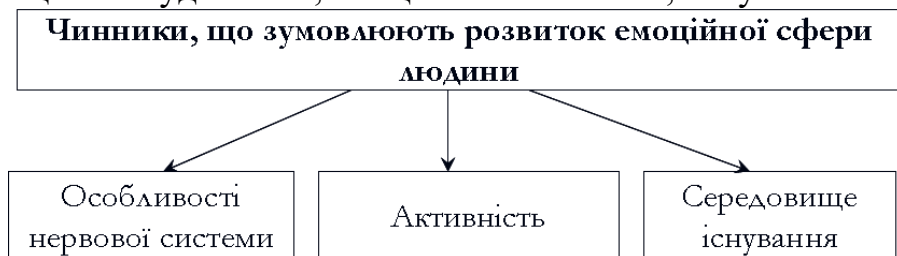 Чинники, що зумовлюють розвиток емоційної сфери
людини
Особливості
нервової системи
Активність
Середовище
існування